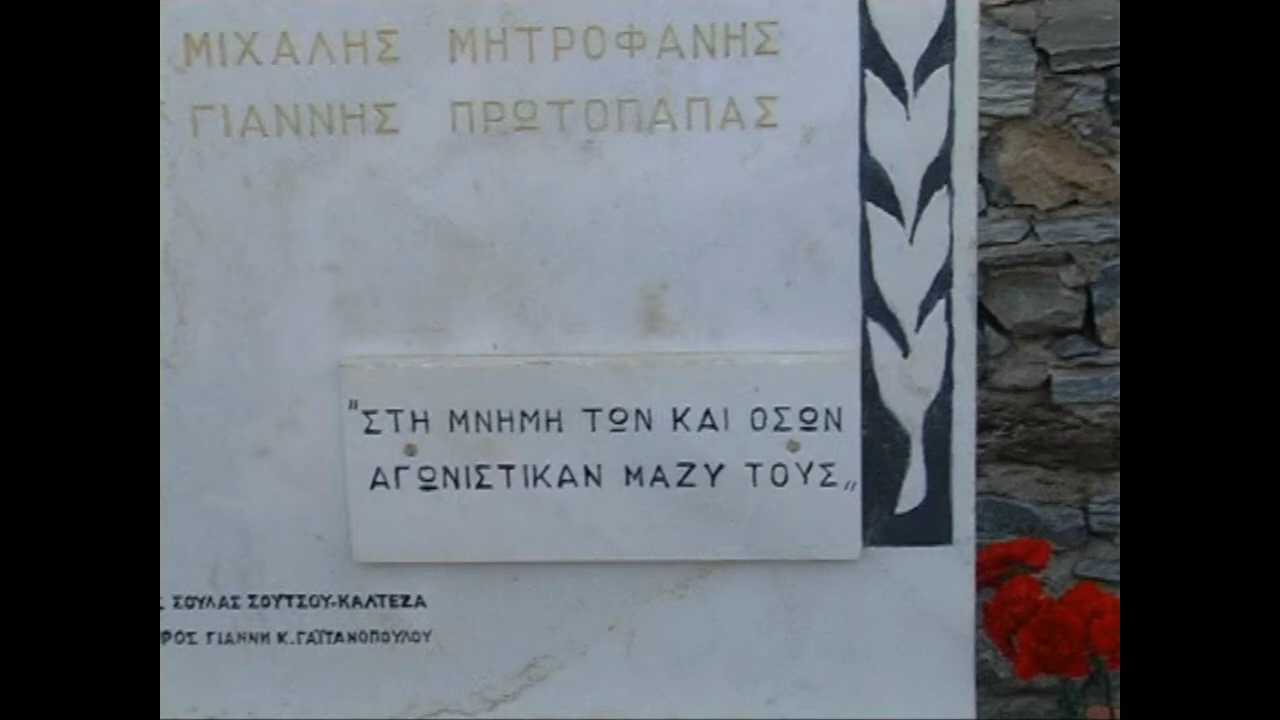 ΜΙΧΑΛΗΣ ΜΗΤΡΟΦΑΝΗΣ
ΓΙΑΝΝΗΣ ΠΡΩΤΟΠΑΠΑΣ
"ΣΤΗ ΜΝΗΜΗ ΤΩΝ ΚΑΙ ΟΣΩΝ
ΑΓΩΝΙΣΤΙΚΑΝ ΜΑΖΥ ΤΟΥΣ„
ΣΟΥΛΑΣ ΣΟΥΤΣΟΥ-ΚΑΛΤΕΖΑ
ΓΙΑΝΝΗ Κ. ΓΑΪΤΑΝΟΠΟΥΛΟΥ